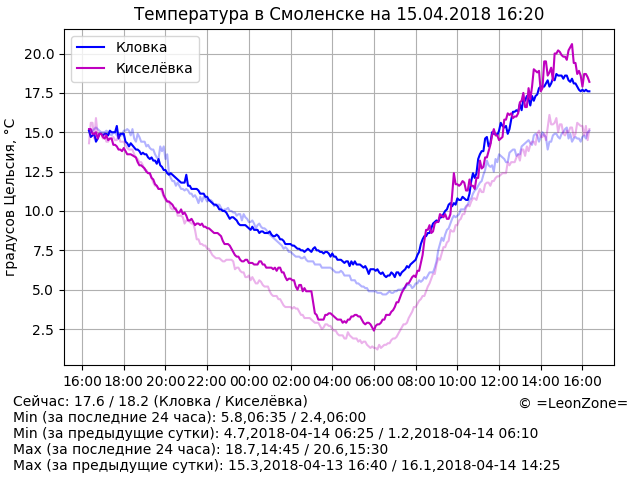 Температура в Смоленске на 15.04.2018 16:20
Кловка
Киселёвка
градусов Цельсия, °C
20.0
17.5
15.0
12.5
10.0
7.5
5.0
2.5
16:00 18:00 20:00 22:00 00:00 02:00 04:00 06:00 08:00 10:00 12:00 14:00 16:00
Сейчас: 17.6 / 18.2 (Кловка / Киселёвка)
© =LeonZone=
Min (за последние 24 часа): 5.8,06:35 / 2.4,06:00
Min (за предыдущие сутки): 4.7,2018-04-14 06:25 / 1.2,2018-04-14 06:10
Max (за последние 24 часа): 18.7,14:45 / 20.6,15:30
Max (за предыдущие сутки): 15.3,2018-04-13 16:40 / 16.1,2018-04-14 14:25